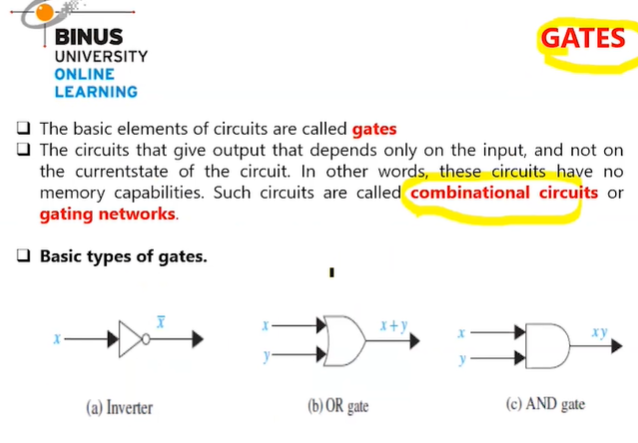 BINUS
UNIVERSITY
ONLINE
LEARNING
GATES
❑ The basic elements of circuits are called gates
❑ The circuits that give output that depends only on the input, and not on
the currentstate of the circuit. In other words, these circuits have no
memory capabilities. Such circuits are called combinational circuits or
gating networks.
❑ Basic types of gates.
x x̅
x y x+y
x y xy
(a) Inverter
(b) OR gate
(c) AND gate